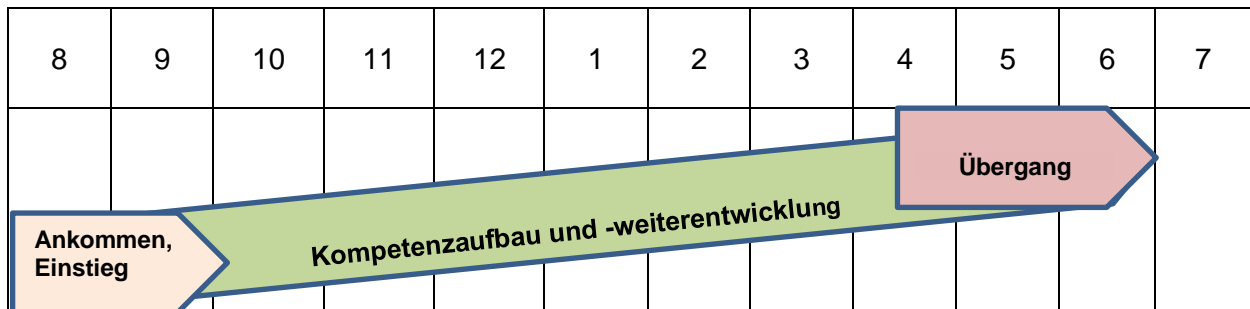 8 9 10 11 12 1 2 3 4 5 6 7
Übergang
Kompetenzaufbau und -weiterentwicklung
Ankommen,
Einstieg